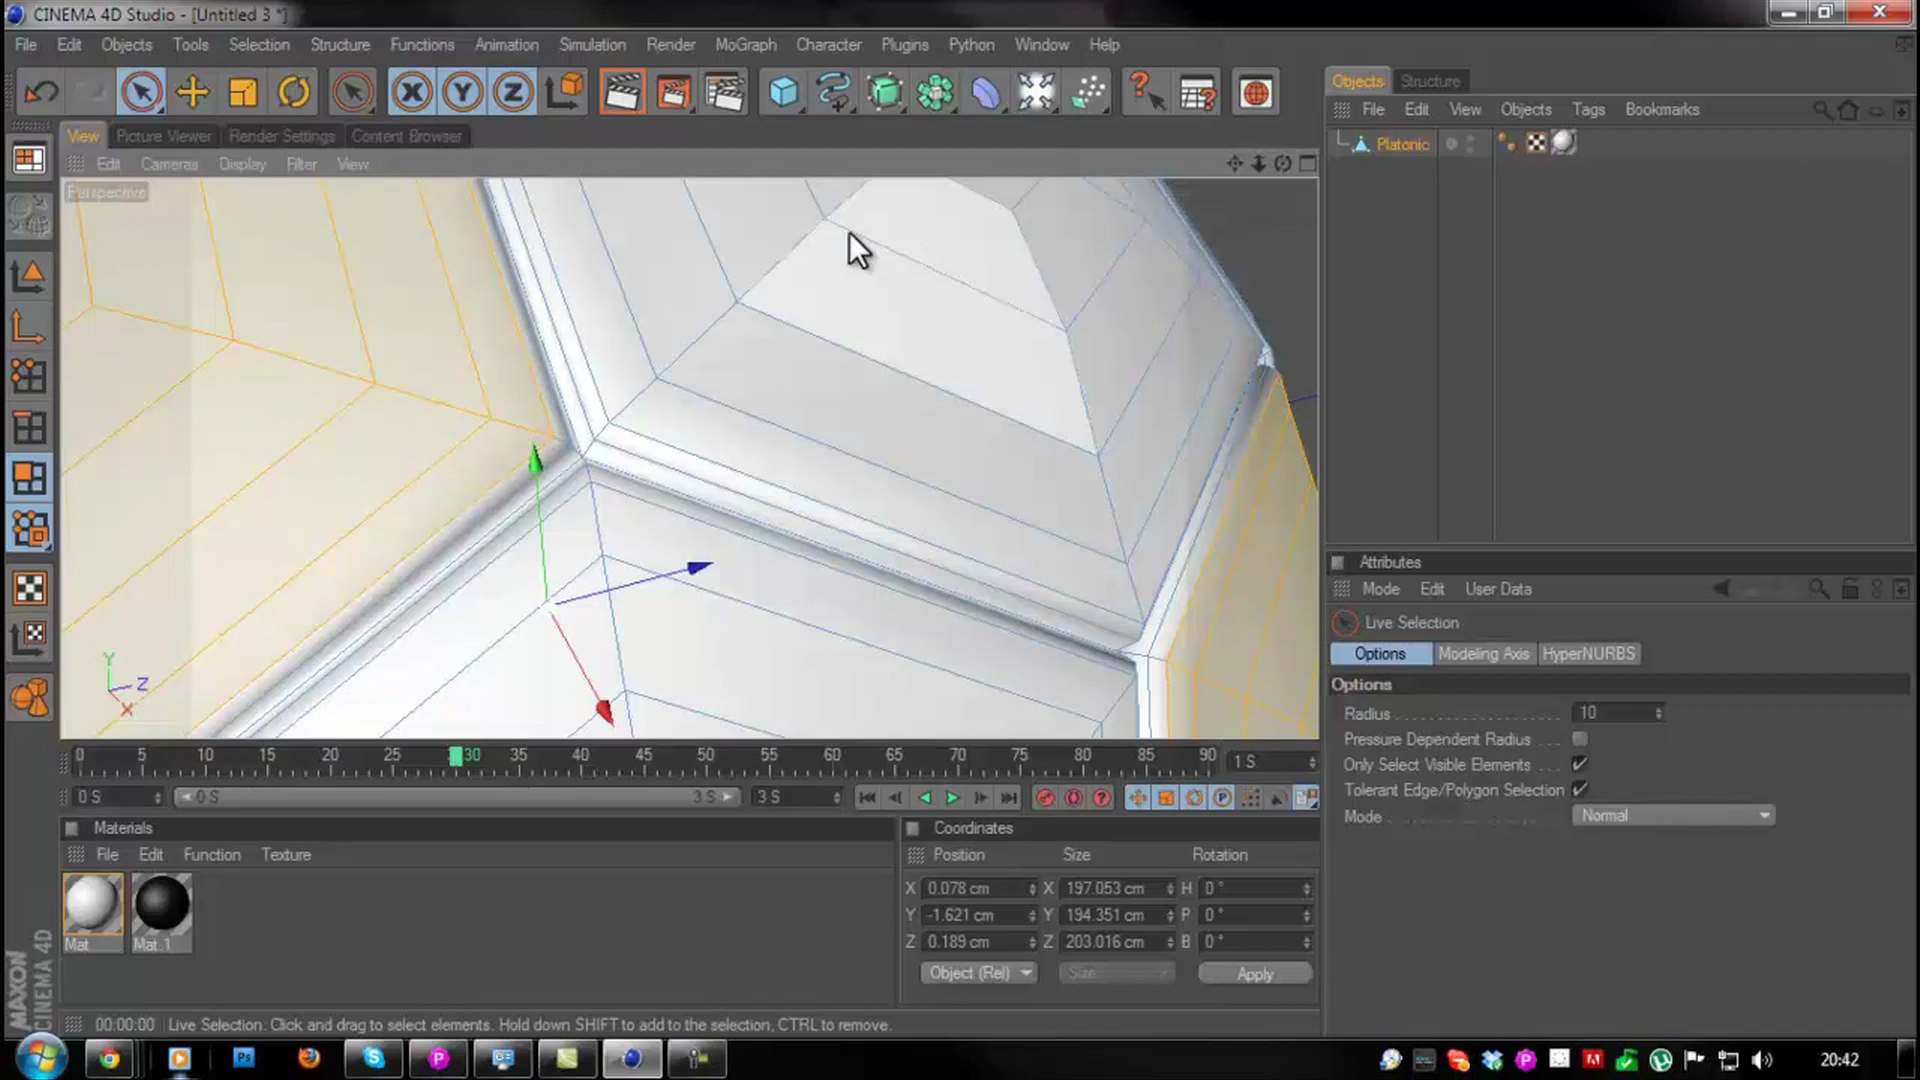 CINEMA 4D Studio - [Untitled 3 *]
File Edit Objects Tools Selection Structure Functions Animation Simulation Render MoGraph Character Plugins Python Window Help
X Y Z
View Picture Viewer Render Settings Content Browser
Edit Cameras Display Filter View
Perspective
Y
Z
X
0 5 10 15 20 25 30 35 40 45 50 55 60 65 70 75 80 85 90 1 S
0 S 0 S 3 S 3 S
Materials
File Edit Function Texture
Mat Mat.1
Coordinates
Position Size Rotation
X 0.078 cm X 197.053 cm H 0 °
Y -1.621 cm Y 194.351 cm P 0 °
Z 0.189 cm Z 203.016 cm B 0 °
Object (Rel) Size Apply
MAXON
CINEMA 4D
00:00:00 Live Selection: Click and drag to select elements. Hold down SHIFT to add to the selection, CTRL to remove.
Objects Structure
File Edit View Objects Tags Bookmarks
Platonic
Attributes
Mode Edit User Data
Live Selection
Options Modeling Axis HyperNURBS
Options
Radius 10
Pressure Dependent Radius
Only Select Visible Elements
Tolerant Edge/Polygon Selection
Mode Normal
Ps
20:42